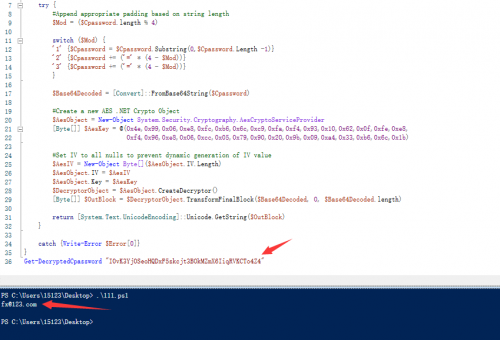 7 try {
8 #Append appropriate padding based on string length
9 $Mod = ($Cpassword.length % 4)
10
11 switch ($Mod) {
12 '1' {$Cpassword = $Cpassword.Substring(0,$Cpassword.Length -1)}
13 '2' {$Cpassword += ('=' * (4 - $Mod))}
14 '3' {$Cpassword += ('=' * (4 - $Mod))}
15 }
16
17 $Base64Decoded = [Convert]::FromBase64String($Cpassword)
18
19 #Create a new AES .NET Crypto Object
20 $AesObject = New-Object System.Security.Cryptography.AesCryptoServiceProvider
21 [Byte[]] $AesKey = @(0x4e,0x99,0x06,0xe8,0xfc,0xb6,0x6c,0xc9,0xfa,0xf4,0x93,0x10,0x62,0x0f,0xfe,0xe8,
22 0xf4,0x96,0xe8,0x06,0xcc,0x05,0x79,0x90,0x20,0x9b,0x09,0xa4,0x33,0xb6,0x6c,0x1b)
23
24 #Set IV to all nulls to prevent dynamic generation of IV value
25 $AesIV = New-Object Byte[]($AesObject.IV.Length)
26 $AesObject.IV = $AesIV
27 $AesObject.Key = $AesKey
28 $DecryptorObject = $AesObject.CreateDecryptor()
29 [Byte[]] $OutBlock = $DecryptorObject.TransformFinalBlock($Base64Decoded, 0, $Base64Decoded.length)
30
31 return [System.Text.UnicodeEncoding]::Unicode.GetString($OutBlock)
32 }
33
34 catch {Write-Error $Error[0]}
35 }
36 Get-DecryptedCpassword
PS C:\Users\15123\Desktop> .\111.ps1
fx@123.com
PS C:\Users\15123\Desktop>